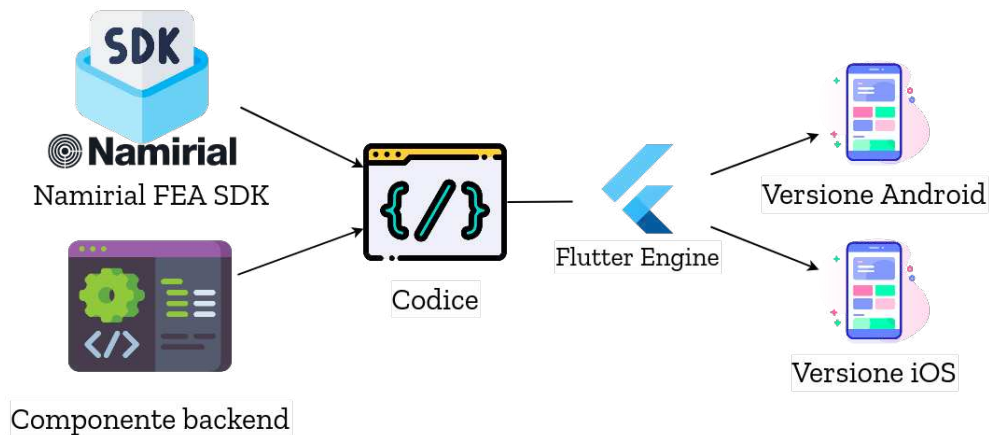 SDK
Namirial
Namirial FEA SDK
Componente backend
Codice
Flutter Engine
Versione Android
Versione iOS